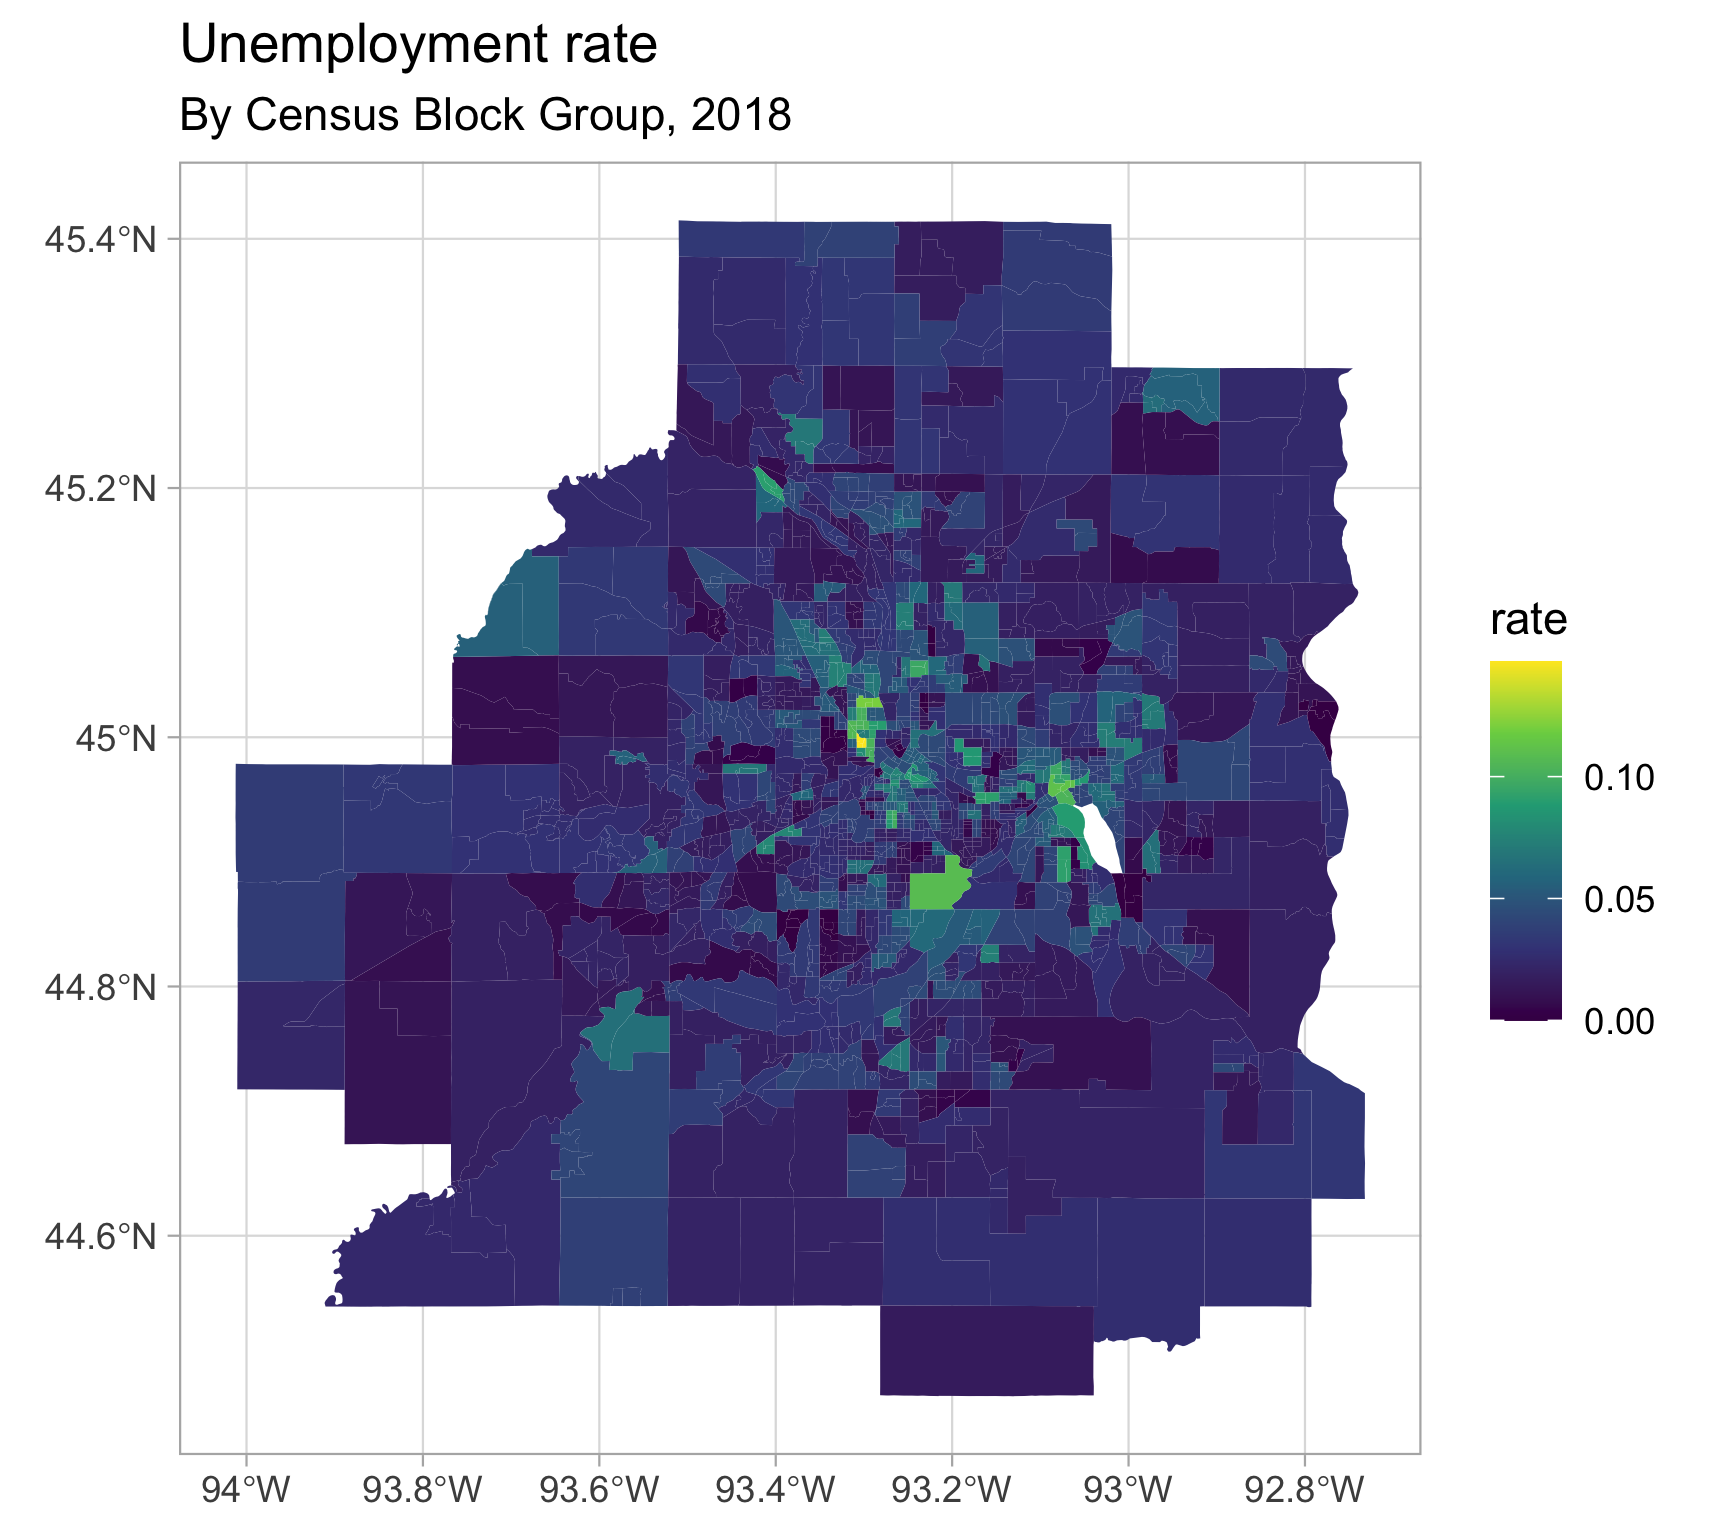 Unemployment rate
By Census Block Group, 2018
45.4°N
45.2°N
45°N
44.8°N
44.6°N
94°W
93.8°W
93.6°W
93.4°W
93.2°W
93°W
92.8°W
rate
0.10
0.05
0.00